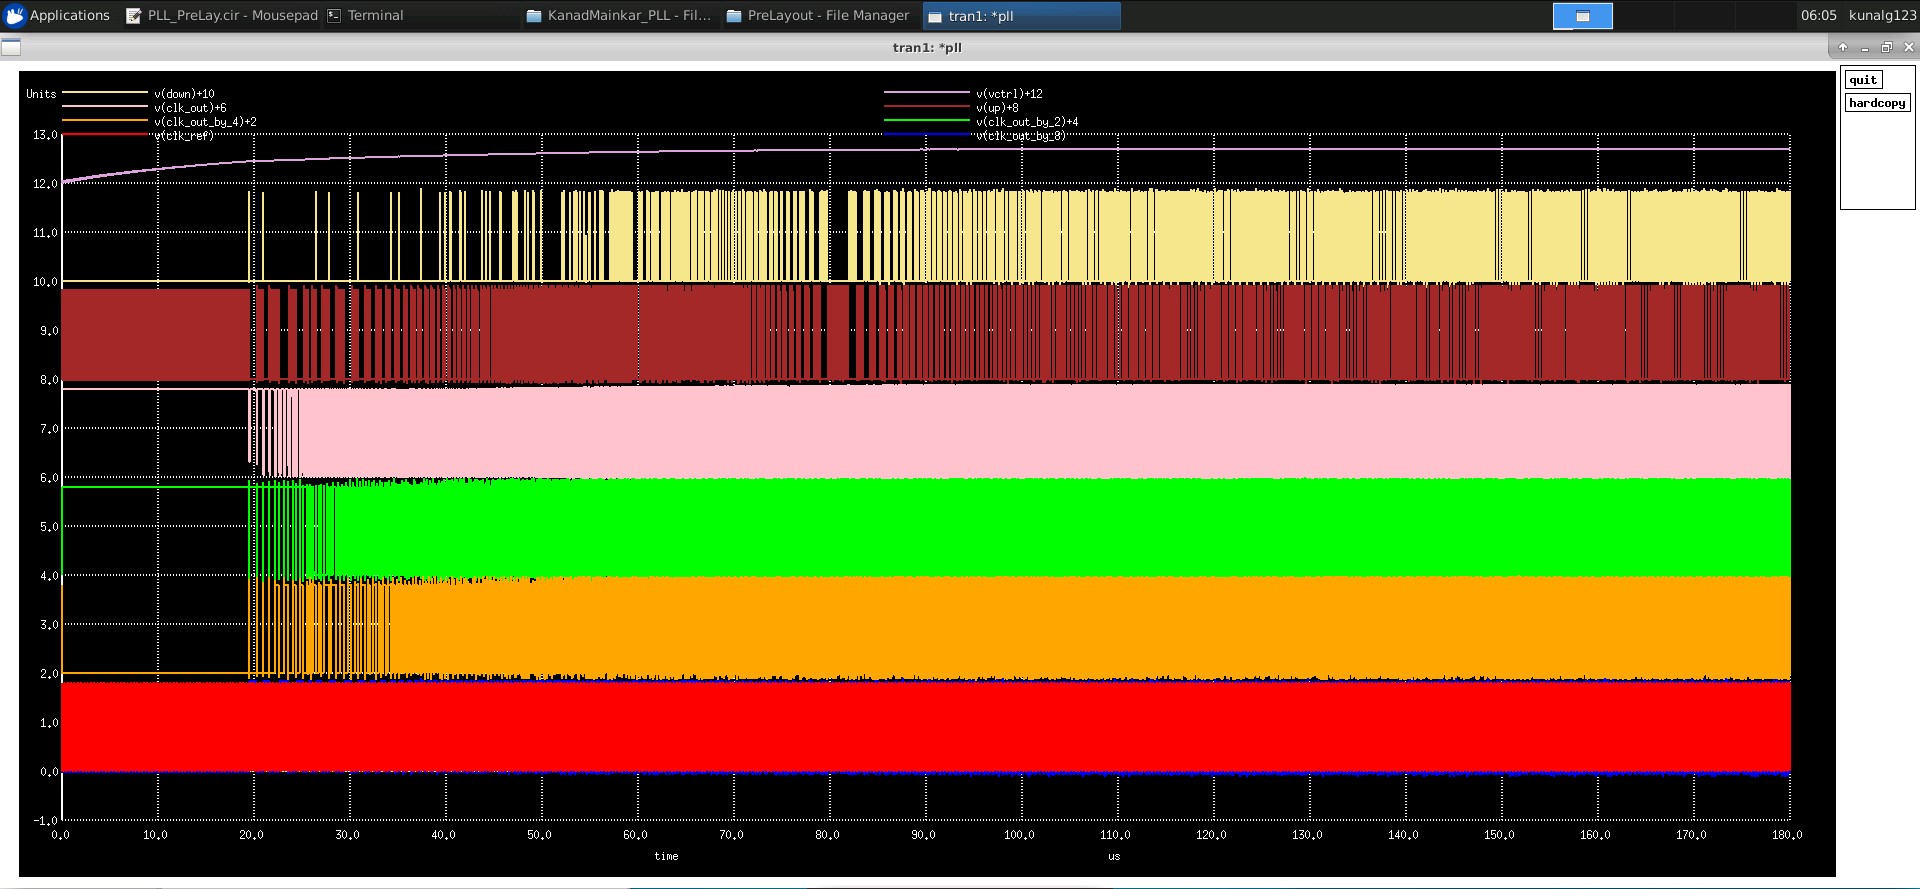 Applications PLL_PreLay.cir - Mousepad Terminal KanadMainkar_PLL - Fil... PreLayout - File Manager tran1: *pll 06:05 kunalg123
tran1: *pll
quit
hardcopy
Units v(down)+10 v(vctrl)+12
v(clk_out)+6 v(up)+8
v(clk_out_by_4)+2 v(clk_out_by_2)+4
v(clk_ref) v(clk_out_by_8)
13.0
12.0
11.0
10.0
9.0
8.0
7.0
6.0
5.0
4.0
3.0
2.0
1.0
0.0
-1.0
0.0 10.0 20.0 30.0 40.0 50.0 60.0 70.0 80.0 90.0 100.0 110.0 120.0 130.0 140.0 150.0 160.0 170.0 180.0
time us